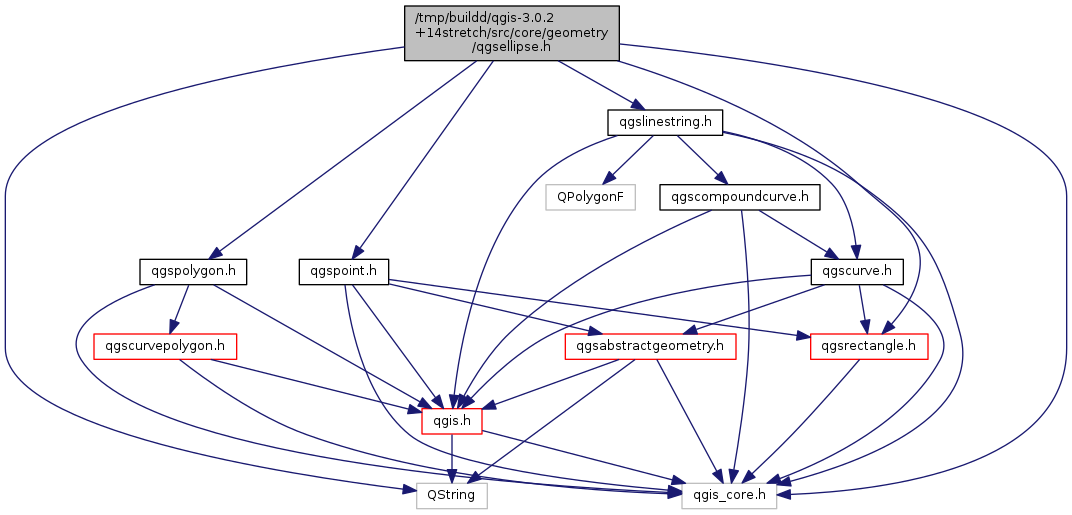 /tmp/buildd/qgis-3.0.2
+14stretch/src/core/geometry
/qgsellipse.h
qgslinestring.h
QPolygonF
qgscompoundcurve.h
qgspolygon.h
qgspoint.h
qgscurve.h
qgscurvepolygon.h
qgsabstractgeometry.h
qgsrectangle.h
qgis.h
QString
qgis_core.h